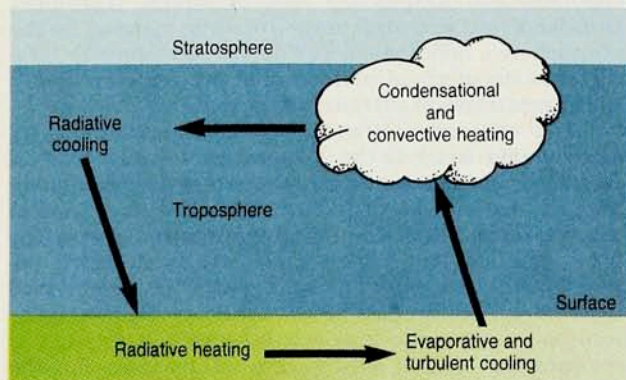 Stratosphere
Condensational
and
convective heating
Radiative
cooling
Troposphere
Surface
Radiative heating
Evaporative and
turbulent cooling